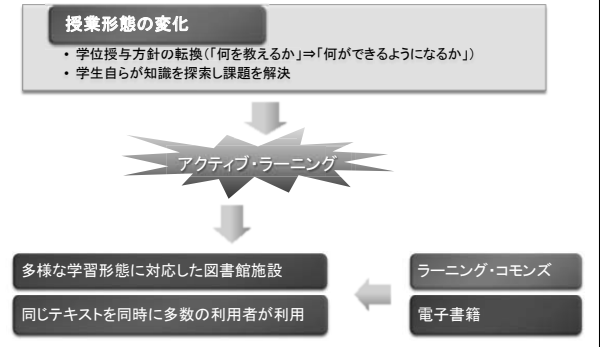 授業形態の変化
・ 学位授与方針の転換(「何を教えるか」⇒「何ができるようになるか」)
・ 学生自らが知識を探索し課題を解決
アクティブ・ラーニング
多様な学習形態に対応した図書館施設
ラーニング・コモンズ
同じテキストを同時に多数の利用者が利用
電子書籍